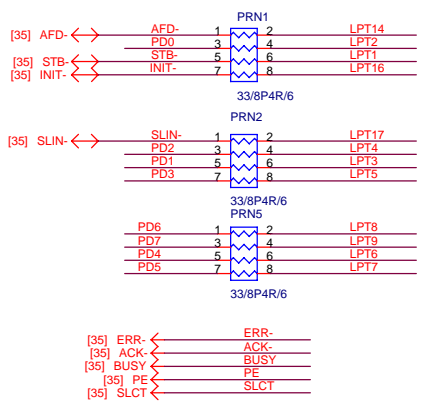 PRN1
[35] AFD- AFD- 1 2 LPT14
PD0 3 4 LPT2
[35] STB- STB- 5 6 LPT1
[35] INIT- INIT- 7 8 LPT16
33/8P4R/6
PRN2
[35] SLIN- SLIN- 1 2 LPT17
PD2 3 4 LPT4
PD1 5 6 LPT3
PD3 7 8 LPT5
33/8P4R/6
PRN5
PD6 1 2 LPT8
PD7 3 4 LPT9
PD4 5 6 LPT6
PD5 7 8 LPT7
33/8P4R/6
[35] ERR- ERR-
[35] ACK- ACK-
[35] BUSY BUSY
[35] PE PE
[35] SLCT SLCT